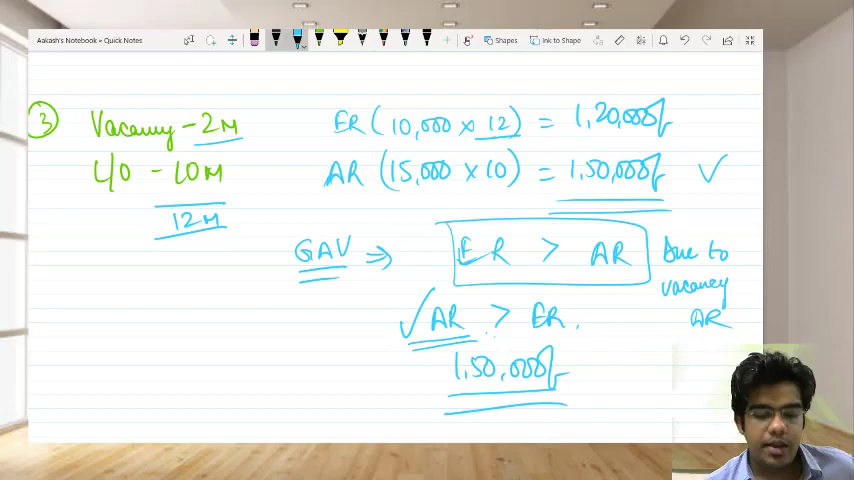 Aakash's Notebook » Quick Notes
Shapes
Ink to Shape
3
Vacancy - 2M
ER (10,000 × 12) = 1,20,000/-
L/O - 10M
AR (15,000 × 10) = 1,50,000/- ✓
12M
GAV ⇒ ER > AR Due to vacancy AR
✓AR > ER.
1,50,000/-